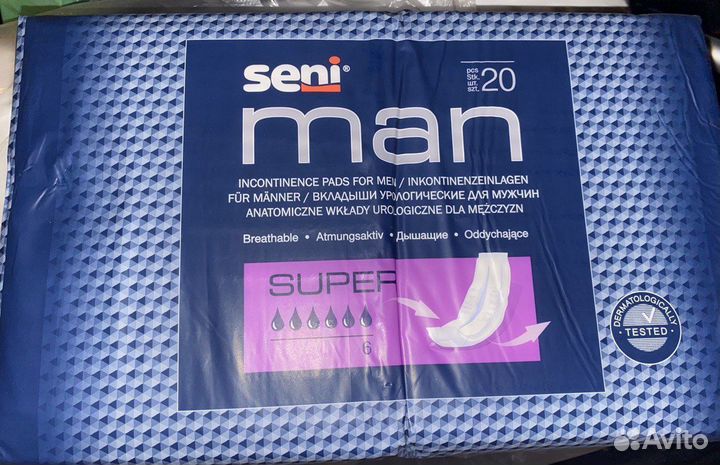 seni®
pcs
Stk.
шт.
szt.
20
man
INCONTINENCE PADS FOR MEN / INKONTINENZEINLAGEN
FÜR MÄNNER / ВКЛАДЫШИ УРОЛОГИЧЕСКИЕ ДЛЯ МУЖЧИН
ANATOMICZNE WKŁADY UROLOGICZNE DLA MĘŻCZYZN
Breathable • Atmungsaktiv • Дышащие • Oddychające
SUPER
6
DERMATOLOGICALLY
• TESTED •
Avito